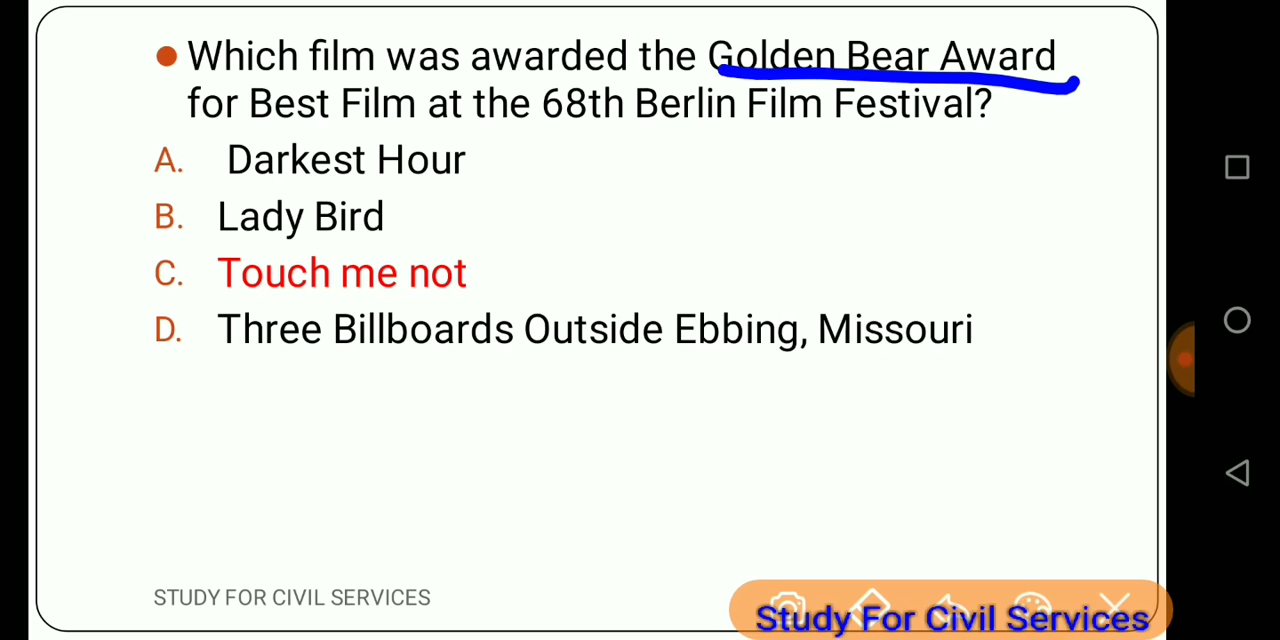 Which film was awarded the Golden Bear Award
for Best Film at the 68th Berlin Film Festival?
A. Darkest Hour
B. Lady Bird
C. Touch me not
D. Three Billboards Outside Ebbing, Missouri
STUDY FOR CIVIL SERVICES
Study For Civil Services